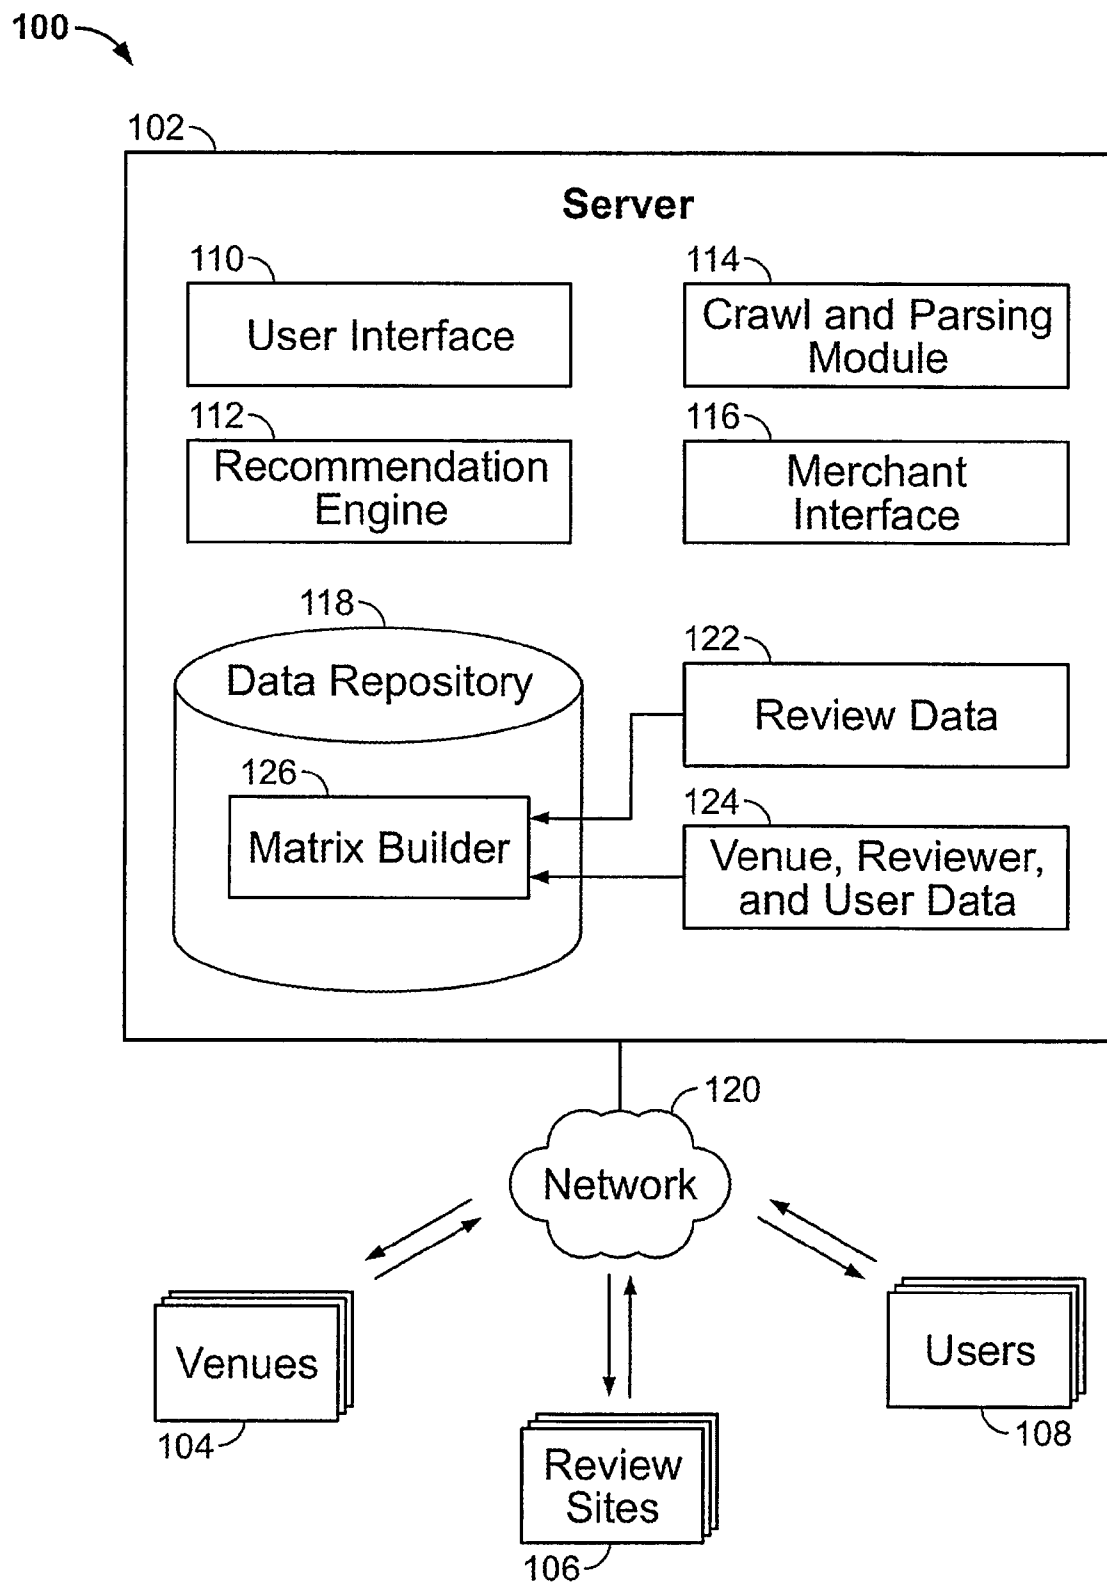 100
102
Server
110
User Interface
114
Crawl and Parsing
Module
112
Recommendation
Engine
116
Merchant
Interface
118
Data Repository
122
Review Data
126
Matrix Builder
124
Venue, Reviewer,
and User Data
120
Network
Venues
104
Users
108
Review
Sites
106